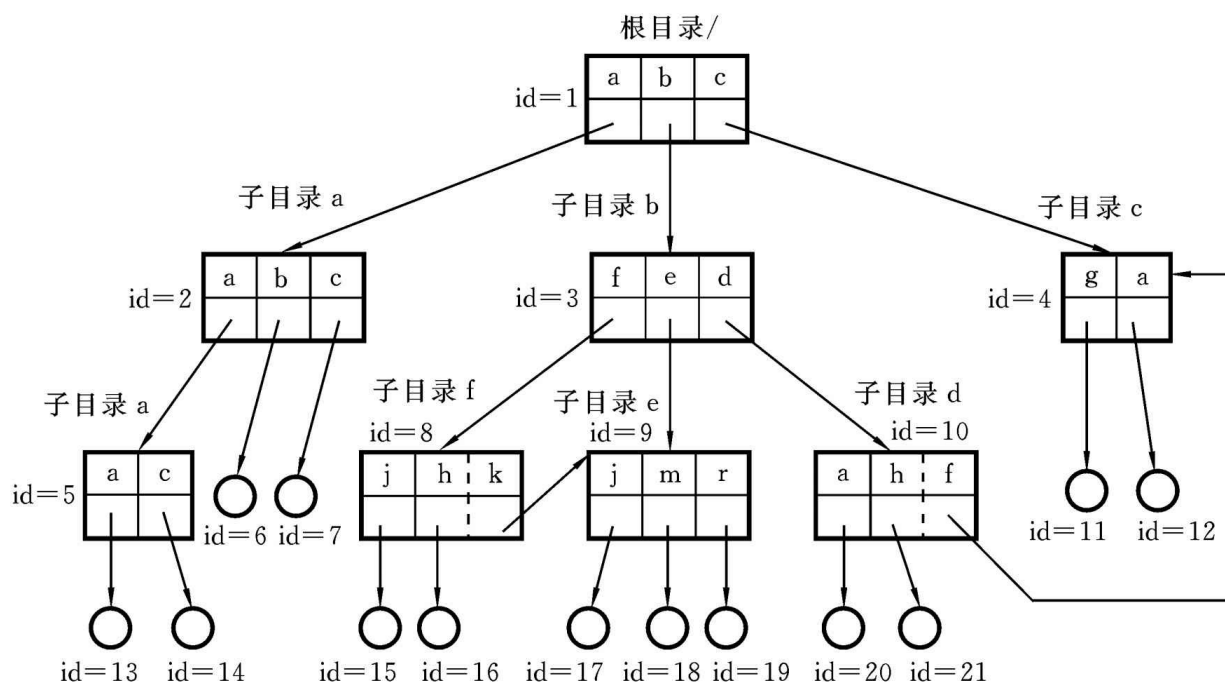 根目录/
a b c
id=1
子目录 a
子目录 b
子目录 c
a b c
id=2
f e d
id=3
g a
id=4
子目录 a
子目录 f
子目录 e
子目录 d
id=8
id=9
id=10
a c
id=5
id=6
id=7
j h k
j m r
a h f
id=11
id=12
id=13
id=14
id=15
id=16
id=17
id=18
id=19
id=20
id=21